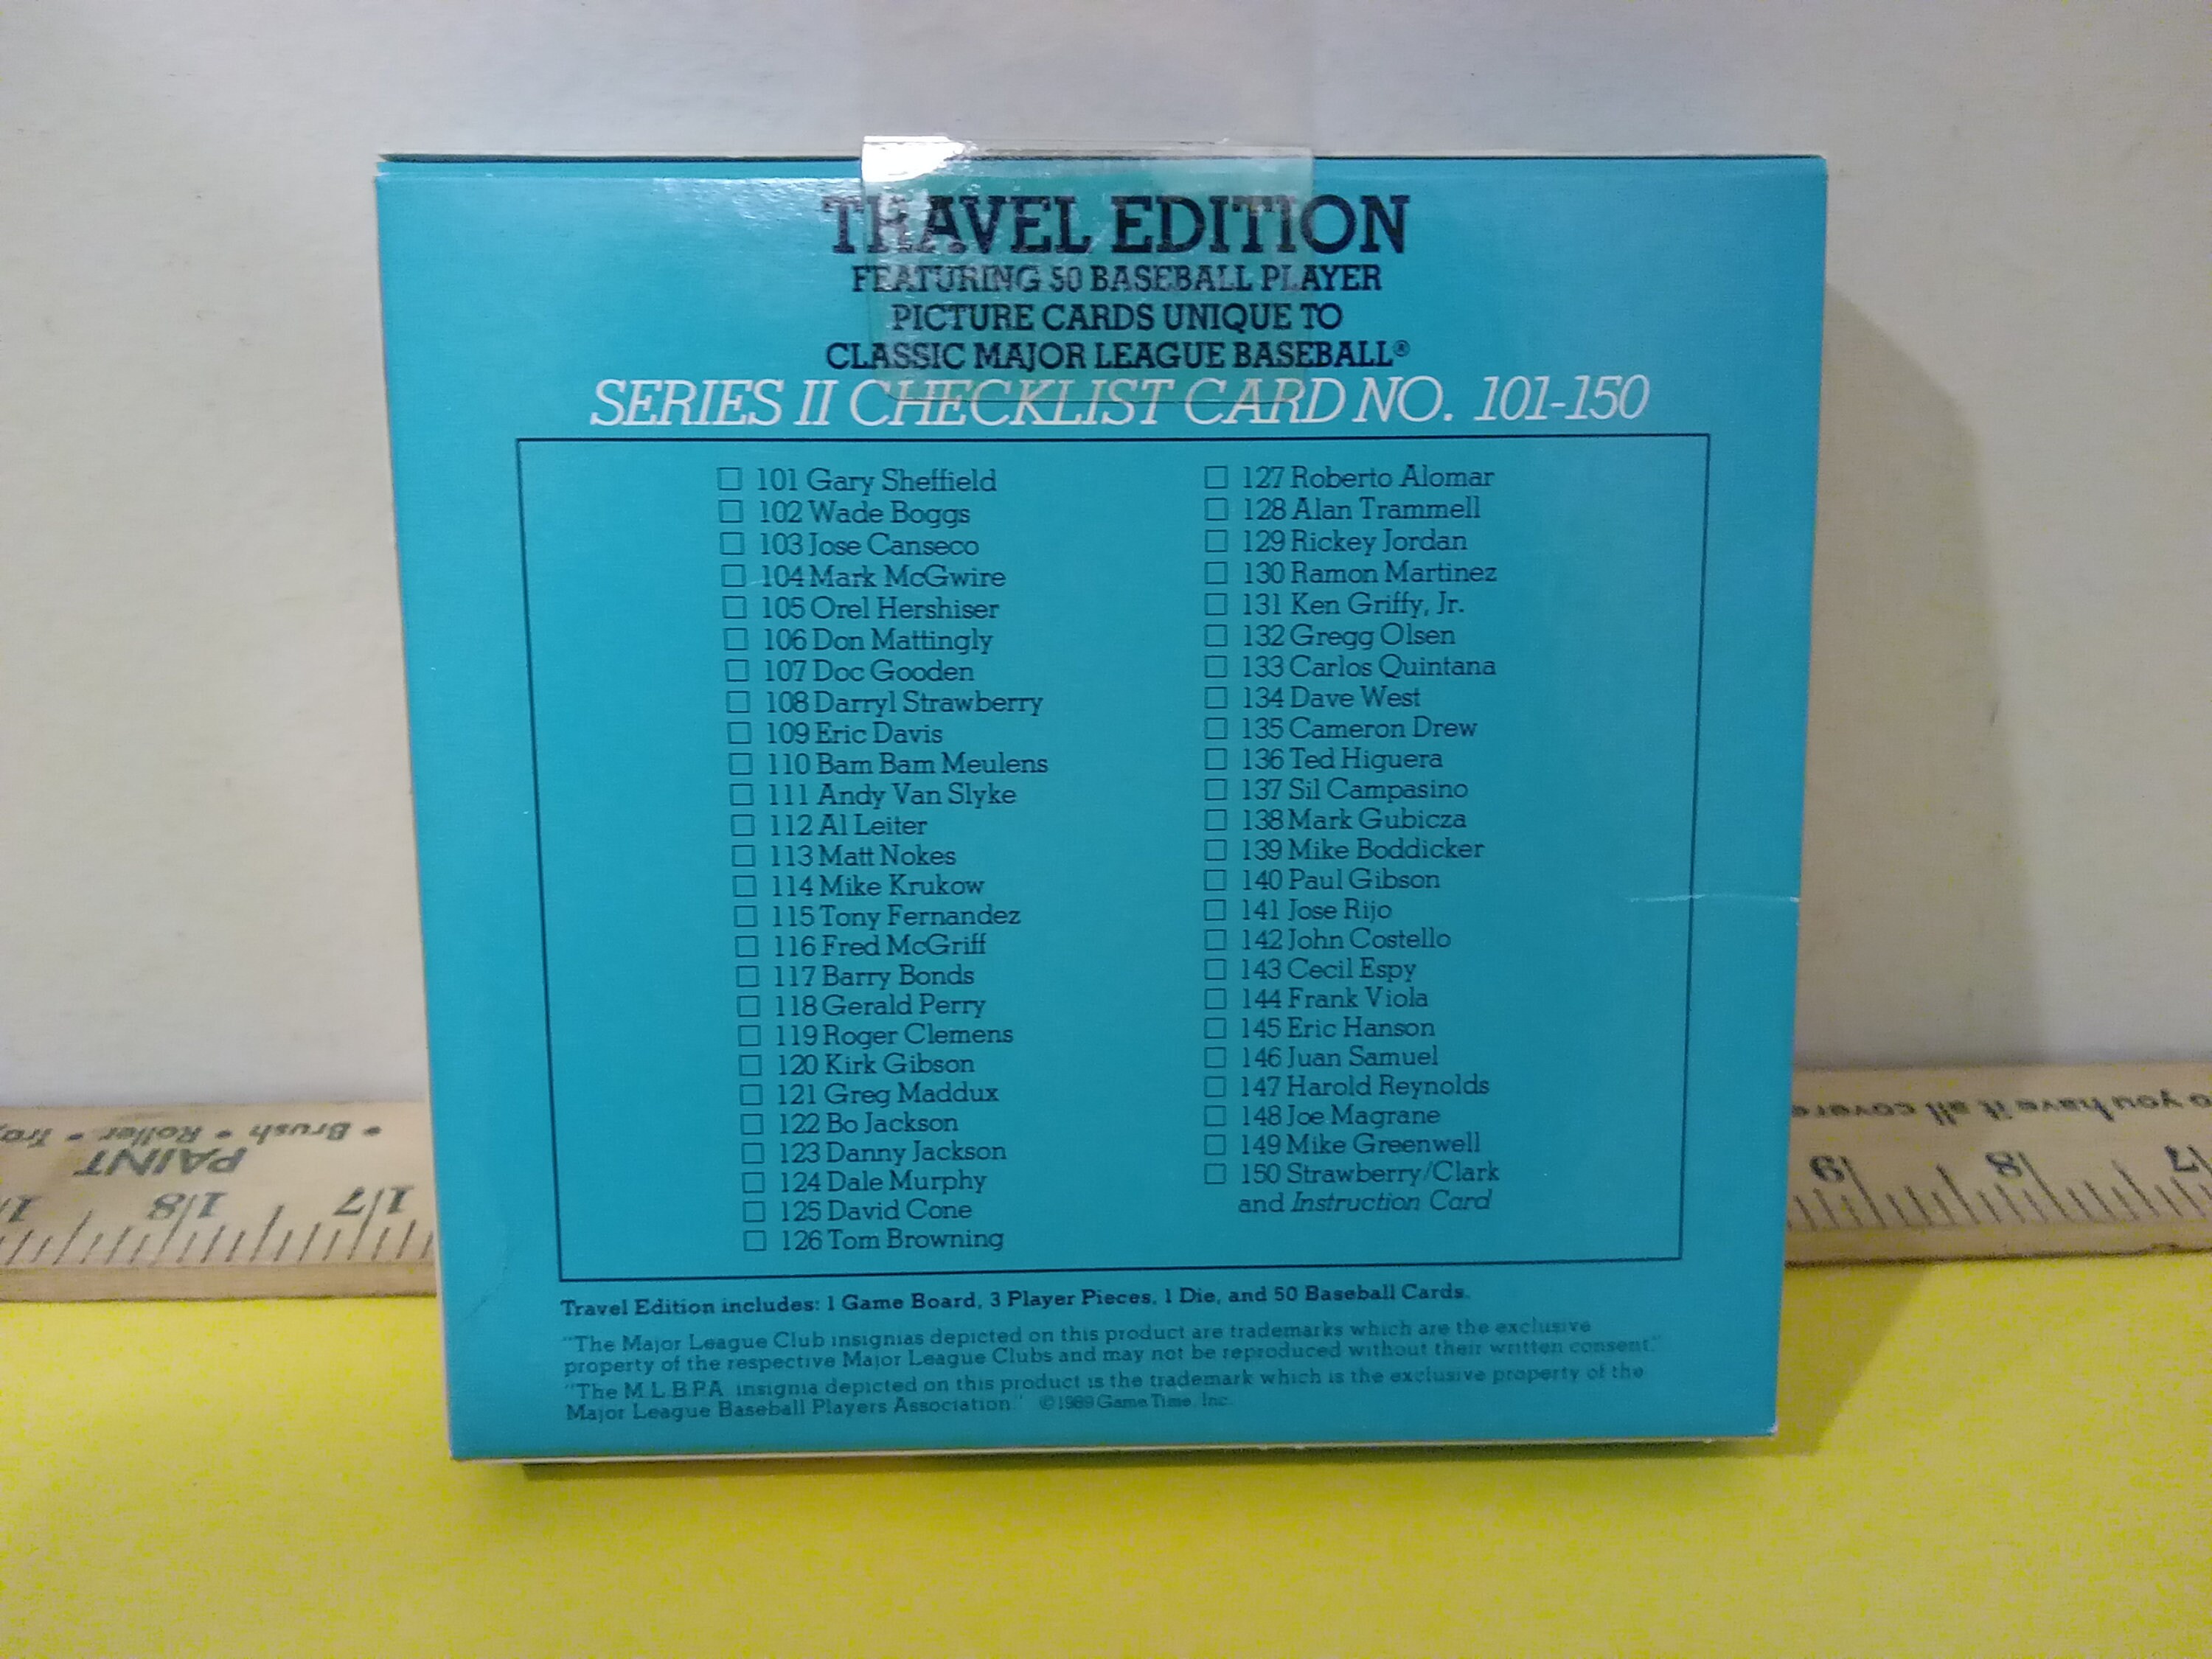 TRAVEL EDITION
FEATURING 50 BASEBALL PLAYER
PICTURE CARDS UNIQUE TO
CLASSIC MAJOR LEAGUE BASEBALL®
SERIES II CHECKLIST CARD NO. 101-150
101 Gary Sheffield
102 Wade Boggs
103 Jose Canseco
104 Mark McGwire
105 Orel Hershiser
106 Don Mattingly
107 Doc Gooden
108 Darryl Strawberry
109 Eric Davis
110 Bam Bam Meulens
111 Andy Van Slyke
112 Al Leiter
113 Matt Nokes
114 Mike Krukow
115 Tony Fernandez
116 Fred McGriff
117 Barry Bonds
118 Gerald Perry
119 Roger Clemens
120 Kirk Gibson
121 Greg Maddux
122 Bo Jackson
123 Danny Jackson
124 Dale Murphy
125 David Cone
126 Tom Browning
127 Roberto Alomar
128 Alan Trammell
129 Rickey Jordan
130 Ramon Martinez
131 Ken Griffy, Jr.
132 Gregg Olsen
133 Carlos Quintana
134 Dave West
135 Cameron Drew
136 Ted Higuera
137 Sil Campasino
138 Mark Gubicza
139 Mike Boddicker
140 Paul Gibson
141 Jose Rijo
142 John Costello
143 Cecil Espy
144 Frank Viola
145 Eric Hanson
146 Juan Samuel
147 Harold Reynolds
148 Joe Magrane
149 Mike Greenwell
150 Strawberry/Clark
and Instruction Card
Travel Edition includes: 1 Game Board, 3 Player Pieces, 1 Die, and 50 Baseball Cards.
"The Major League Club insignias depicted on this product are trademarks which are the exclusive
property of the respective Major League Clubs and may not be reproduced without their written consent."
"The M.L.B.P.A. insignia depicted on this product is the trademark which is the exclusive property of the
Major League Baseball Players Association." ©1989 Game Time, Inc.
• Brush • Roller •
PAINT
18 17
you have it all covere
19 18 17